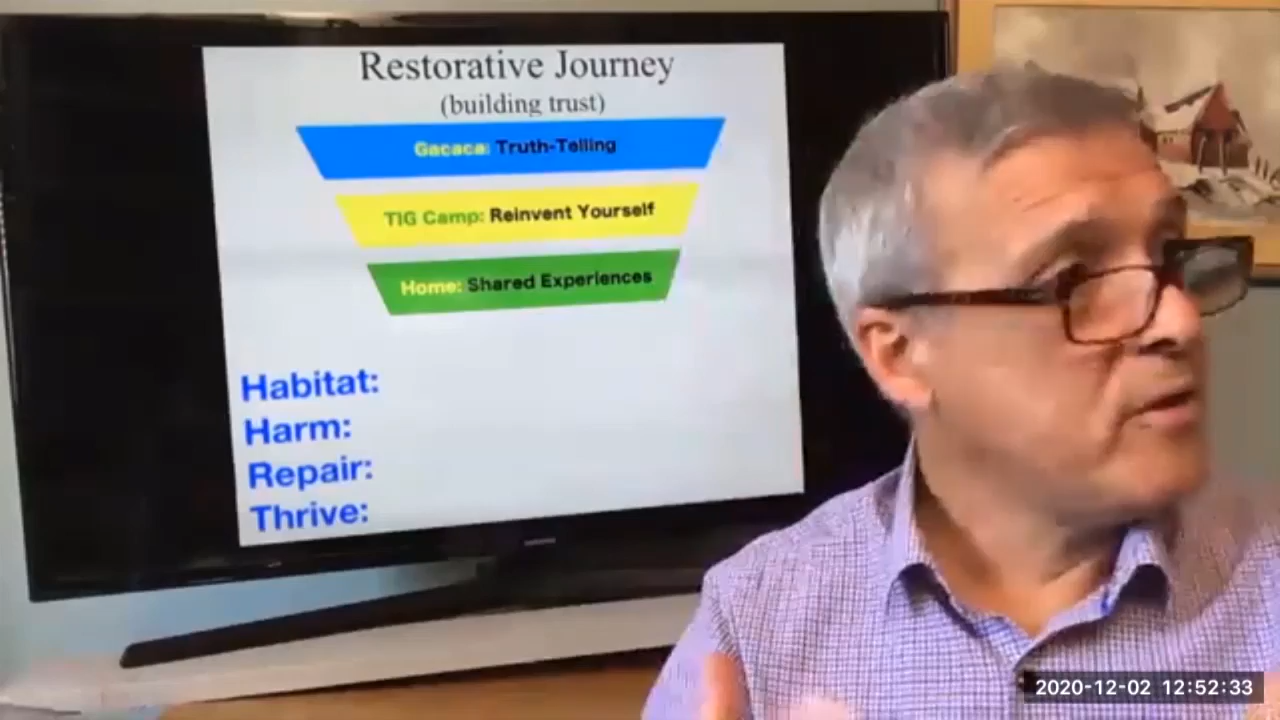 Restorative Journey
(building trust)
Gacaca: Truth-Telling
TIG Camp: Reinvent Yourself
Home: Shared Experiences
Habitat:
Harm:
Repair:
Thrive:
2020-12-02 12:52:33